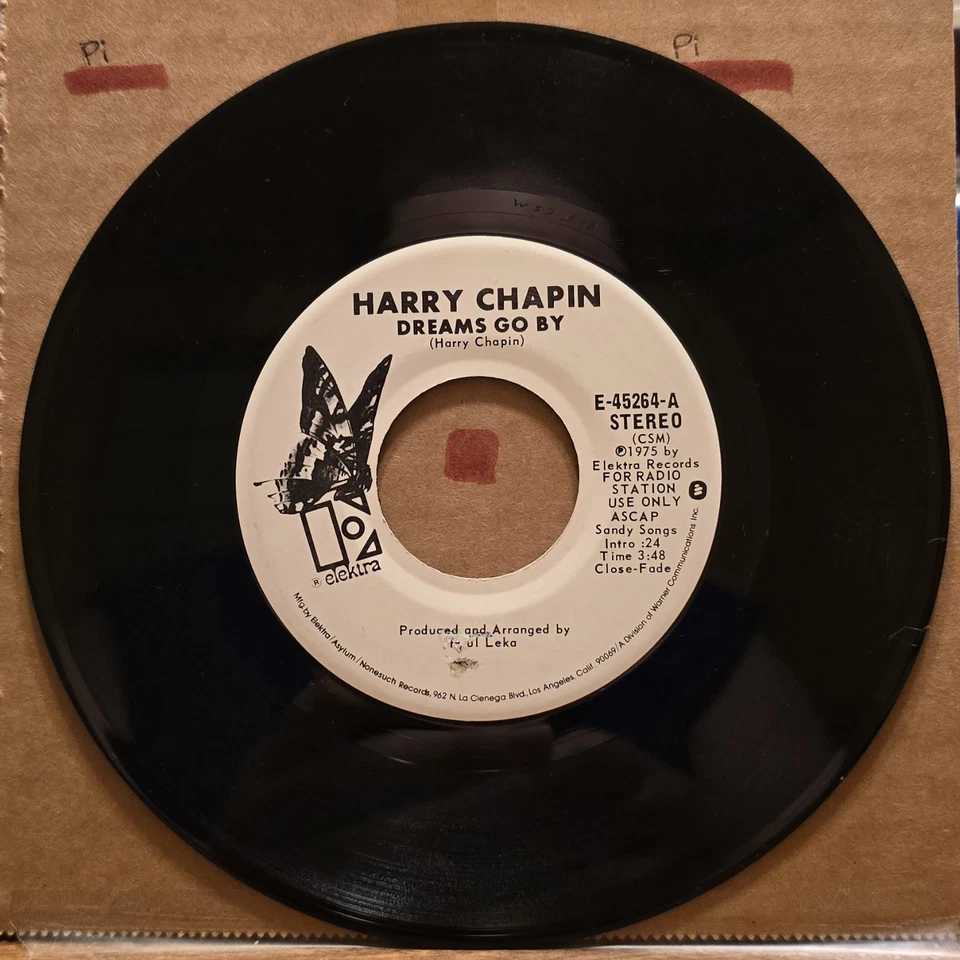 Pi
Pi
HARRY CHAPIN
DREAMS GO BY
(Harry Chapin)
E-45264-A
STEREO
(CSM)
℗1975 by
Elektra Records
FOR RADIO
STATION
USE ONLY
ASCAP
Sandy Songs
Intro :24
Time 3:48
Close-Fade
® elektra
Produced and Arranged by
Leka
Mfg. by Elektra/Asylum/Nonesuch Records, 962 N. La Cienega Blvd., Los Angeles, Calif. 90069/A Division of Warner Communications Inc.